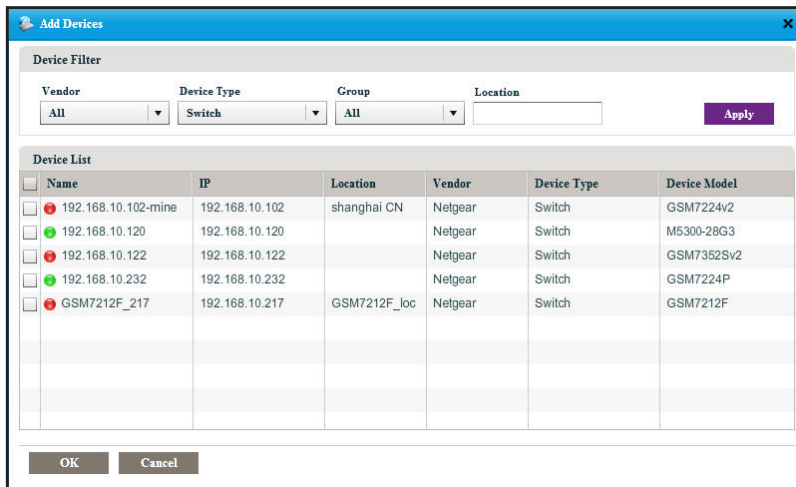 Add Devices
Device Filter
Vendor Device Type Group Location
All Switch All Apply
Device List
Name IP Location Vendor Device Type Device Model
192.168.10.102-mine 192.168.10.102 shanghai CN Netgear Switch GSM7224v2
192.168.10.120 192.168.10.120 Netgear Switch M5300-28G3
192.168.10.122 192.168.10.122 Netgear Switch GSM7352Sv2
192.168.10.232 192.168.10.232 Netgear Switch GSM7224P
GSM7212F_217 192.168.10.217 GSM7212F_loc Netgear Switch GSM7212F
OK Cancel